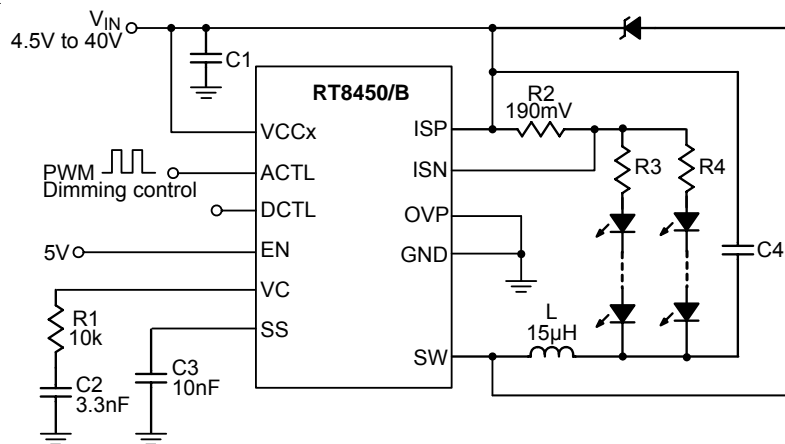 V_IN
4.5V to 40V
C1
RT8450/B
R2
190mV
VCCx
ISP
PWM
Dimming control
ACTL
ISN
R3
R4
DCTL
OVP
5V
EN
GND
C4
VC
R1
10k
SS
L
15µH
SW
C2
3.3nF
C3
10nF